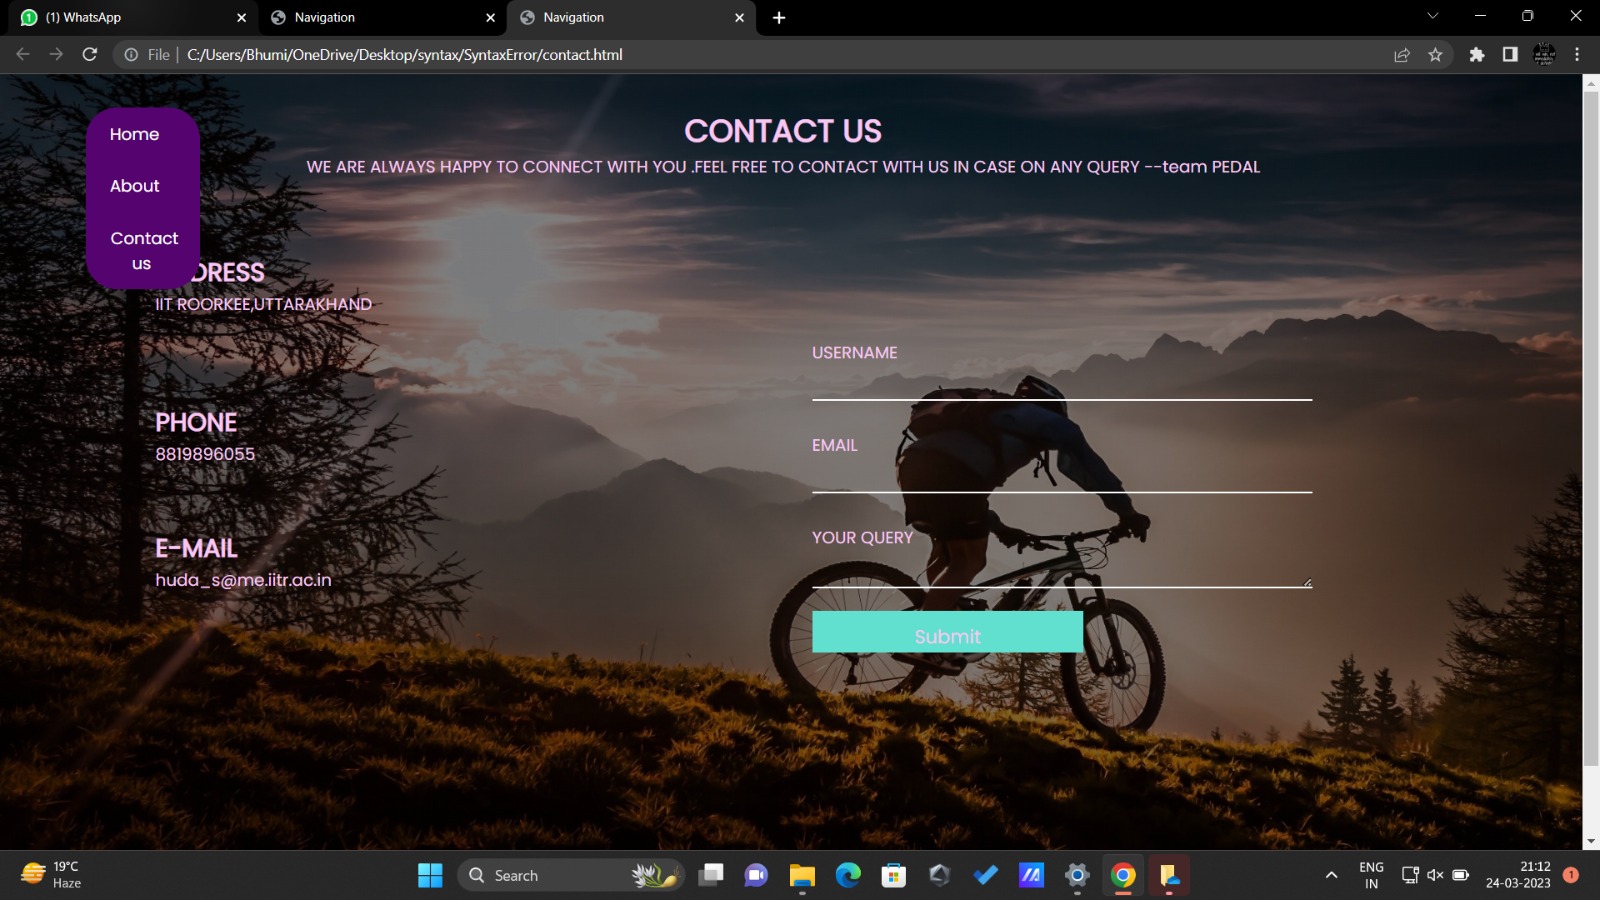 (1) WhatsApp
Navigation
Navigation
File
C:/Users/Bhumi/OneDrive/Desktop/syntax/SyntaxError/contact.html
Home
About
Contact
us
CONTACT US
WE ARE ALWAYS HAPPY TO CONNECT WITH YOU .FEEL FREE TO CONTACT WITH US IN CASE ON ANY QUERY --team PEDAL
DRESS
IIT ROORKEE,UTTARAKHAND
PHONE
8819896055
E-MAIL
huda_s@me.iitr.ac.in
USERNAME
EMAIL
YOUR QUERY
Submit
19°C
Haze
Search
ENG
IN
21:12
24-03-2023
1